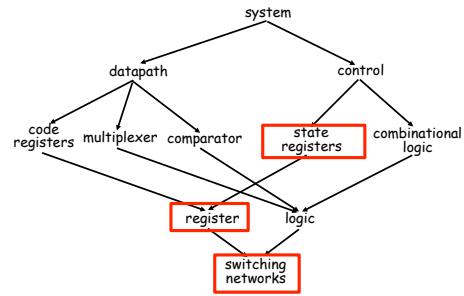 system
datapath
control
code
registers
multiplexer
comparator
state
registers
combinational
logic
register
logic
switching
networks